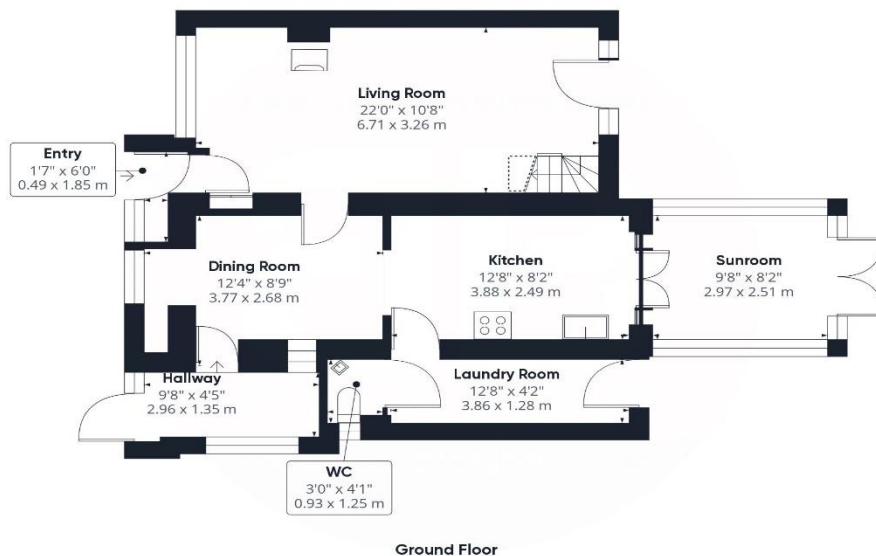 Living Room
22'0" x 10'8"
6.71 x 3.26 m
Entry
1'7" x 6'0"
0.49 x 1.85 m
Dining Room
12'4" x 8'9"
3.77 x 2.68 m
Kitchen
12'8" x 8'2"
3.88 x 2.49 m
Sunroom
9'8" x 8'2"
2.97 x 2.51 m
Hallway
9'8" x 4'5"
2.96 x 1.35 m
Laundry Room
12'8" x 4'2"
3.86 x 1.28 m
WC
3'0" x 4'1"
0.93 x 1.25 m
Ground Floor